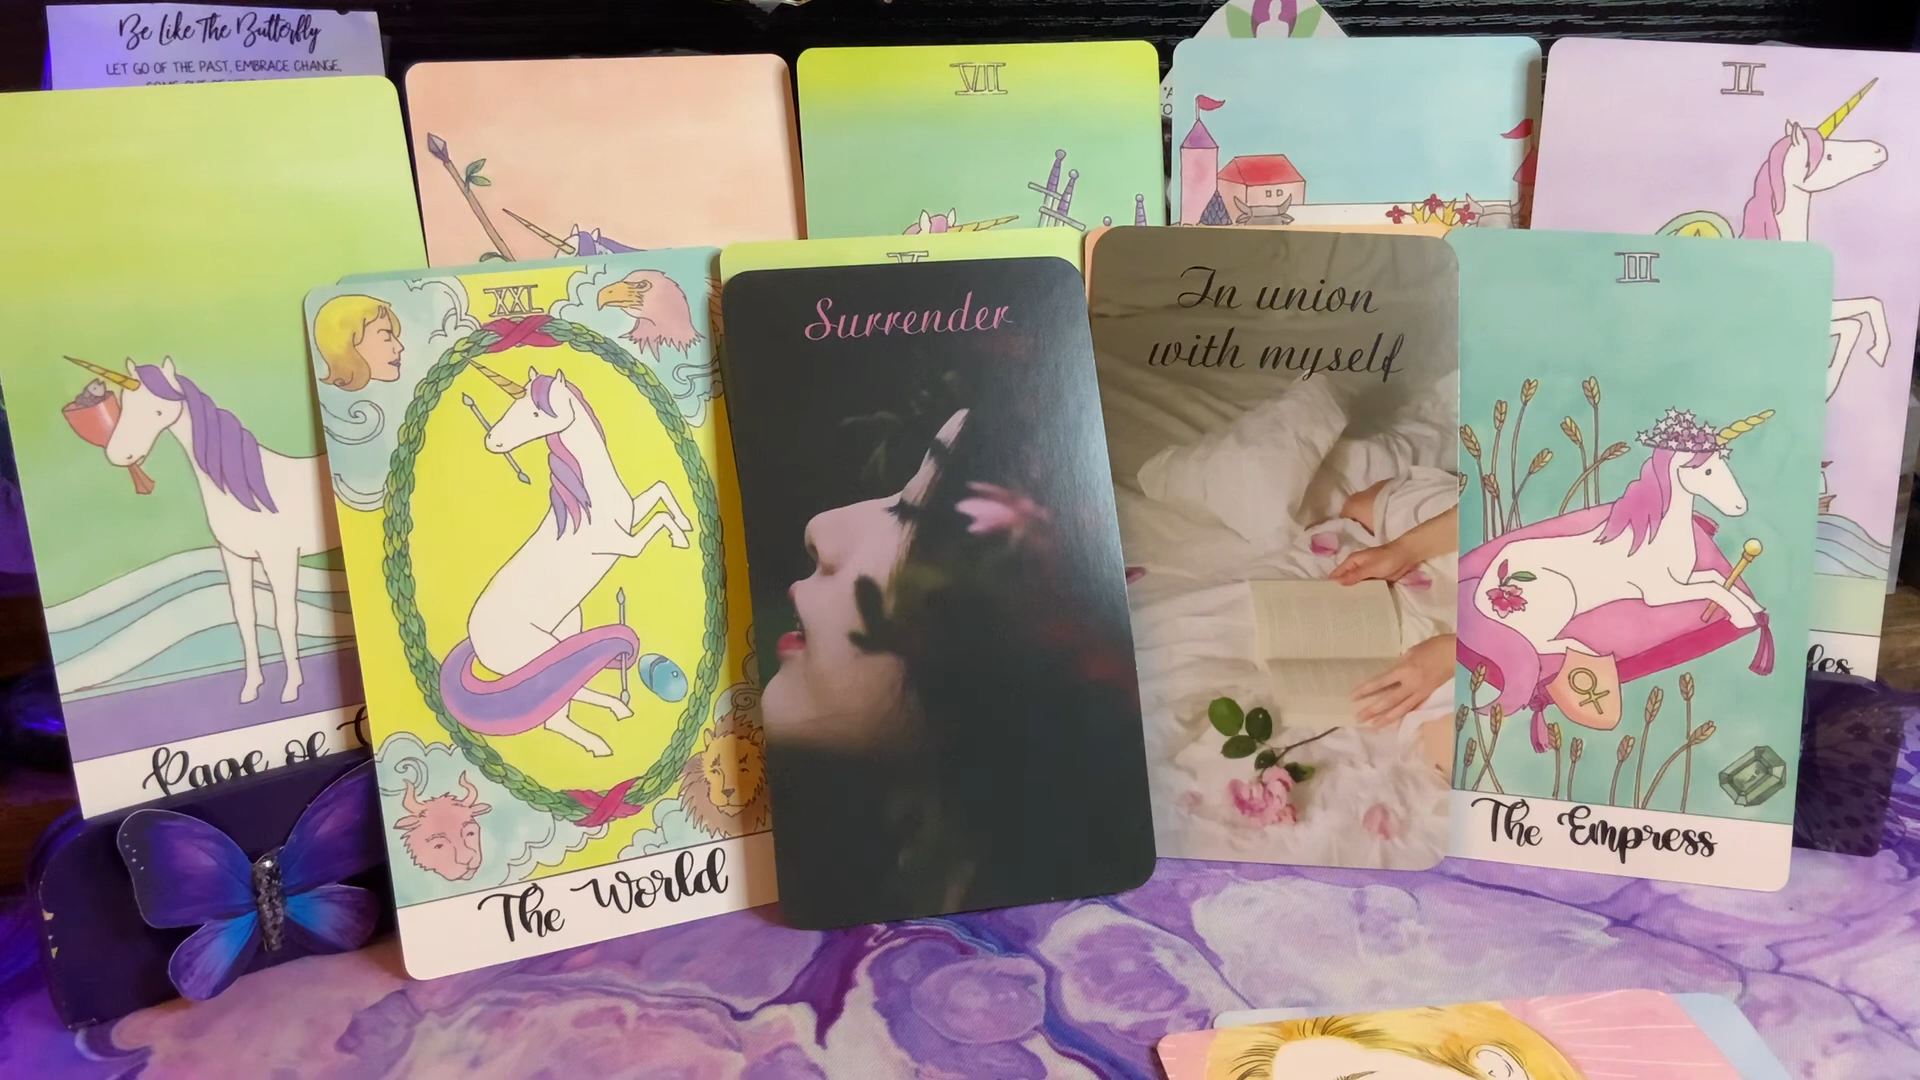 Be Like The Butterfly
LET GO OF THE PAST, EMBRACE CHANGE,
VII
II
XXI
Surrender
In union
with myself
III
Page of
The World
The Empress